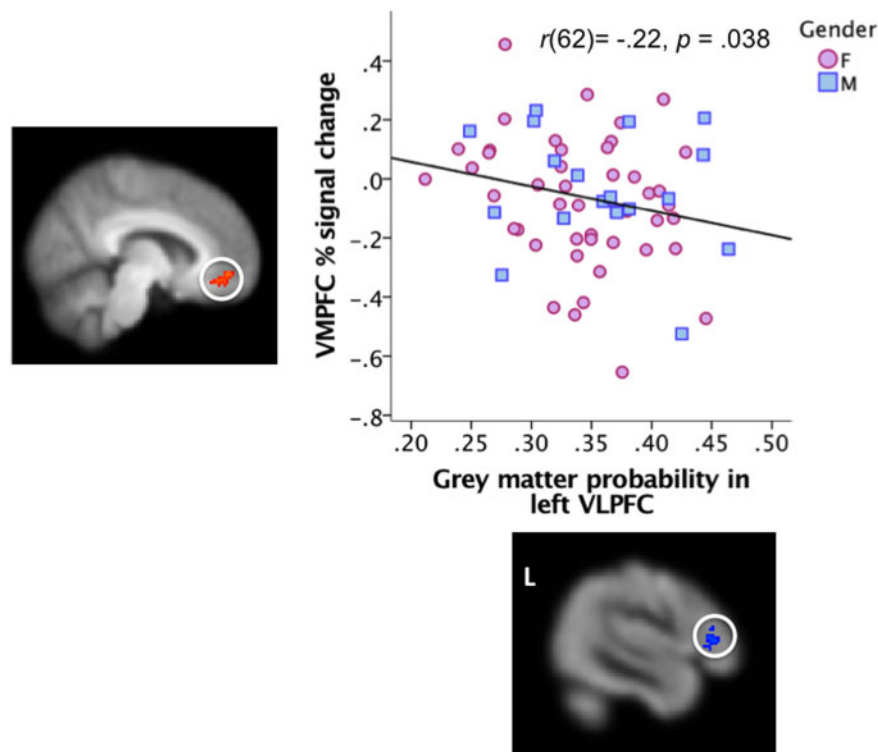 r(62)= -.22, p = .038
Gender
F
M
VMPFC % signal change
.4
.2
.0
-.2
-.4
-.6
-.8
.20 .25 .30 .35 .40 .45 .50
Grey matter probability in
left VLPFC
L